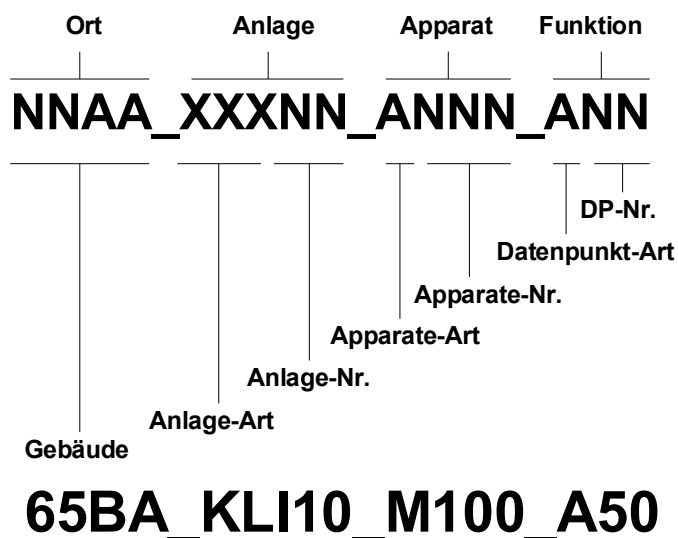 Ort Anlage Apparat Funktion
NNAA_XXXNN_ANNN_ANN
DP-Nr.
Datenpunkt-Art
Apparate-Nr.
Apparate-Art
Anlage-Nr.
Anlage-Art
Gebäude
65BA_KLI10_M100_A50